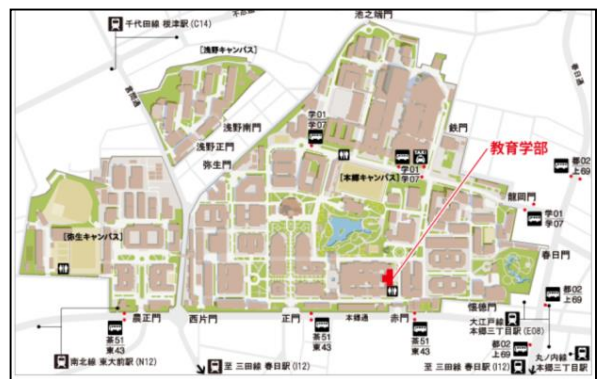 千代田線 根津駅 (C14)
池之端門
[浅野キャンパス]
言問通
春日通
浅野南門
学01
学07
浅野正門
鉄門
弥生門
教育学部
都02
上69
TAXI
学01
学07
[本郷キャンパス]
龍岡門
学01
学07
[弥生キャンパス]
春日門
都02
上69
農正門
西片門
正門
本郷通
赤門
懐徳門
茶51
東43
茶51
東43
茶51
東43
大江戸線
本郷三丁目駅 (E08)
都02
上69
丸ノ内線
本郷三丁目駅
南北線 東大前駅 (N12)
至 三田線 春日駅 (I12)
至 三田線 春日駅 (I12)